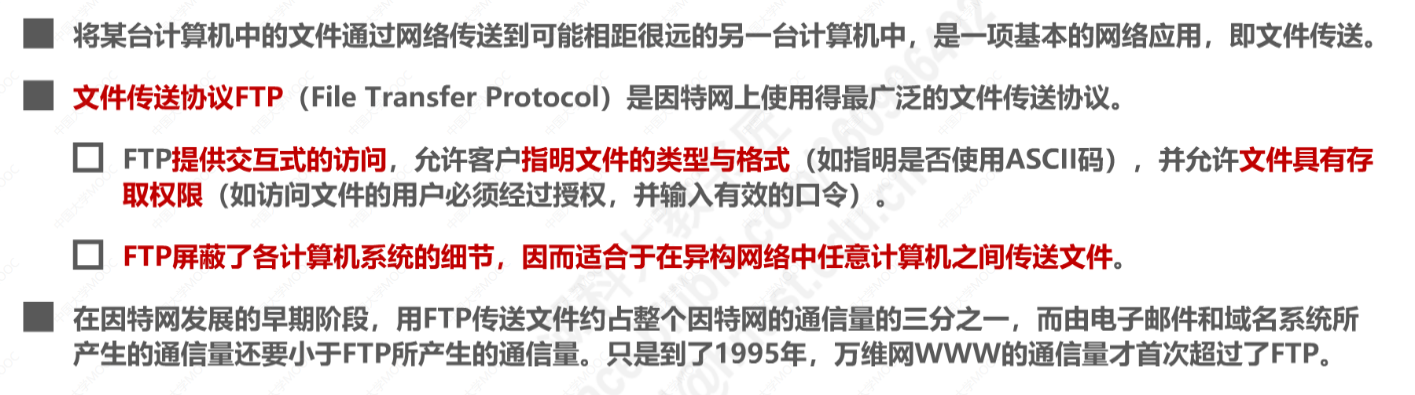 将某台计算机中的文件通过网络传送到可能相距很远的另一台计算机中，是一项基本的网络应用，即文件传送。
文件传送协议FTP（File Transfer Protocol）是因特网上使用得最广泛的文件传送协议。
FTP提供交互式的访问，允许客户指明文件的类型与格式（如指明是否使用ASCII码），并允许文件具有存
取权限（如访问文件的用户必须经过授权，并输入有效的口令）。
FTP屏蔽了各计算机系统的细节，因而适合于在异构网络中任意计算机之间传送文件。
在因特网发展的早期阶段，用FTP传送文件约占整个因特网的通信量的三分之一，而由电子邮件和域名系统所
产生的通信量还要小于FTP所产生的通信量。只是到了1995年，万维网WWW的通信量才首次超过了FTP。